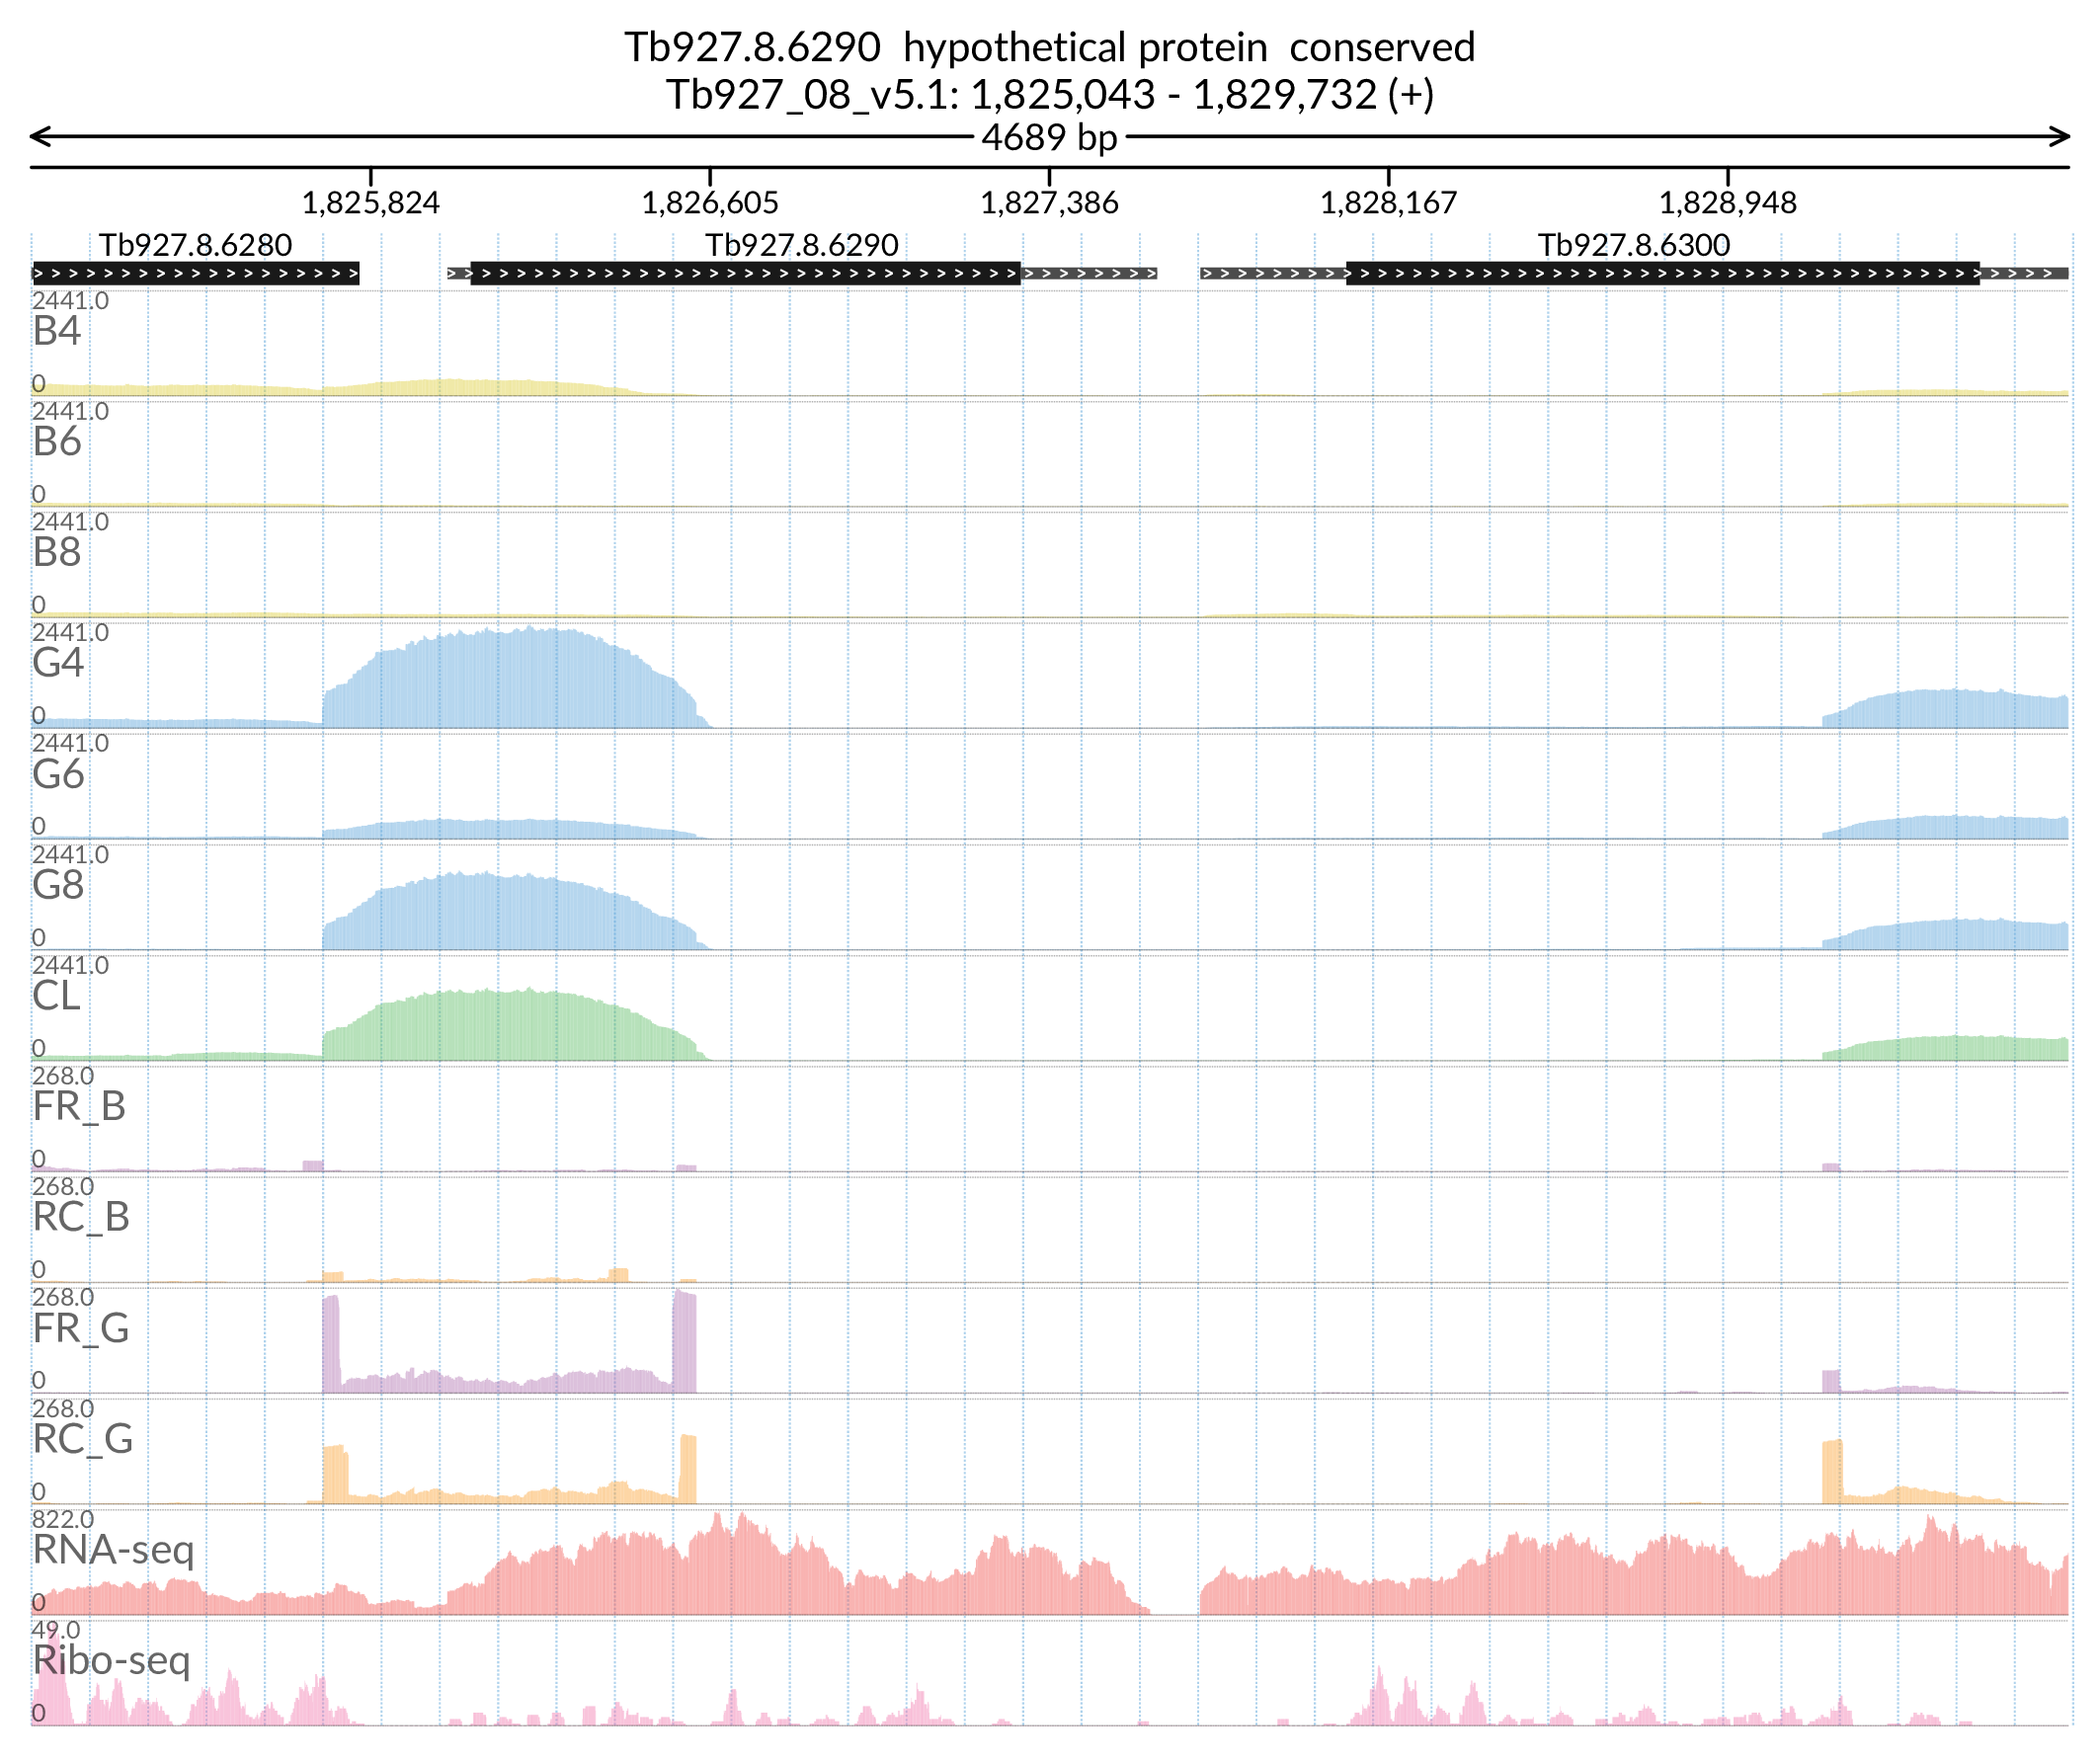 Tb927.8.6290 hypothetical protein conserved
Tb927_08_v5.1: 1,825,043 - 1,829,732 (+)
4689 bp
1,825,824 1,826,605 1,827,386 1,828,167 1,828,948
Tb927.8.6280 Tb927.8.6290 Tb927.8.6300
2441.0
B4
0
2441.0
B6
0
2441.0
B8
0
2441.0
G4
0
2441.0
G6
0
2441.0
G8
0
2441.0
CL
0
268.0
FR_B
0
268.0
RC_B
0
268.0
FR_G
0
268.0
RC_G
0
822.0
RNA-seq
0
49.0
Ribo-seq
0